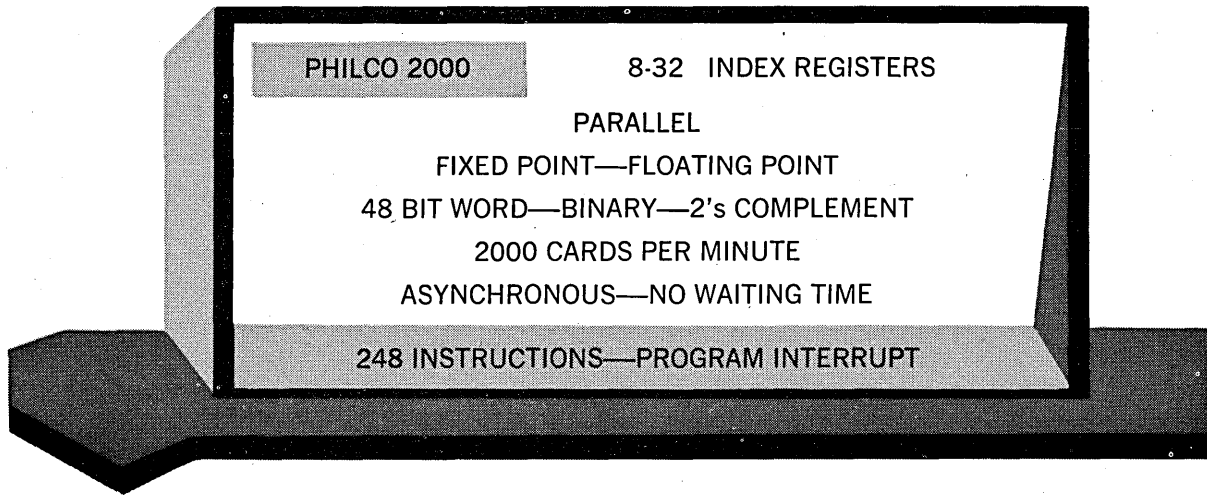 PHILCO 2000 8-32 INDEX REGISTERS
PARALLEL
FIXED POINT—FLOATING POINT
48 BIT WORD—BINARY—2's COMPLEMENT
2000 CARDS PER MINUTE
ASYNCHRONOUS—NO WAITING TIME
248 INSTRUCTIONS—PROGRAM INTERRUPT